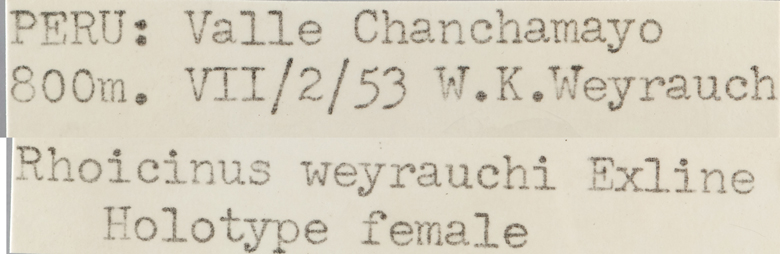 PERU: Valle Chanchamayo
800m. VII/2/53 W.K.Weyrauch
Rhoicinus weyrauchi Exline
Holotype female